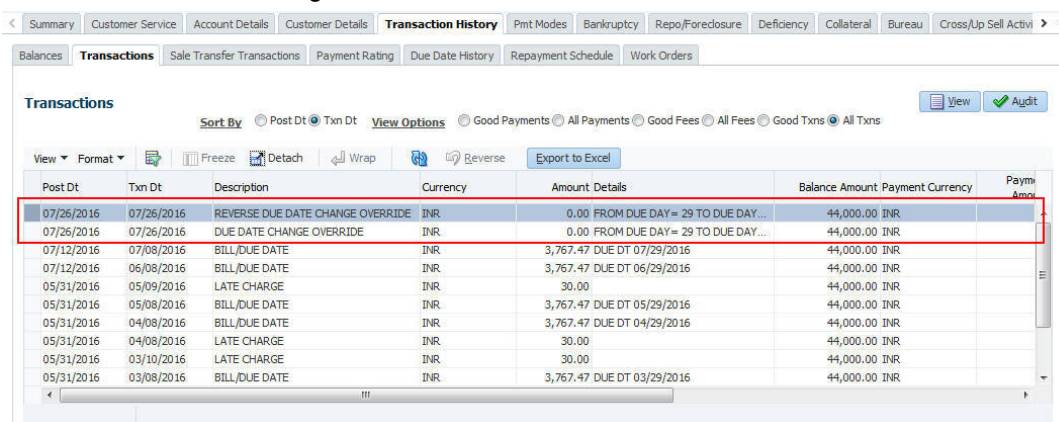 Summary Customer Service Account Details Customer Details Transaction History Pmt Modes Bankruptcy Repo/Foreclosure Deficiency Collateral Bureau Cross/Up Sell Activi
Balances Transactions Sale Transfer Transactions Payment Rating Due Date History Repayment Schedule Work Orders
Transactions
View Audit
Sort By Post Dt Txn Dt View Options Good Payments All Payments Good Fees All Fees Good Txns All Txns
View Format Freeze Detach Wrap Reverse Export to Excel
Post Dt Txn Dt Description Currency Amount Details Balance Amount Payment Currency Payme Amou
07/26/2016 07/26/2016 REVERSE DUE DATE CHANGE OVERRIDE INR 0.00 FROM DUE DAY= 29 TO DUE DAY... 44,000.00 INR
07/26/2016 07/26/2016 DUE DATE CHANGE OVERRIDE INR 0.00 FROM DUE DAY= 29 TO DUE DAY... 44,000.00 INR
07/12/2016 07/08/2016 BILL/DUE DATE INR 3,767.47 DUE DT 07/29/2016 44,000.00 INR
07/12/2016 06/08/2016 BILL/DUE DATE INR 3,767.47 DUE DT 06/29/2016 44,000.00 INR
05/31/2016 05/09/2016 LATE CHARGE INR 30.00 44,000.00 INR
05/31/2016 05/08/2016 BILL/DUE DATE INR 3,767.47 DUE DT 05/29/2016 44,000.00 INR
05/31/2016 04/08/2016 BILL/DUE DATE INR 3,767.47 DUE DT 04/29/2016 44,000.00 INR
05/31/2016 04/08/2016 LATE CHARGE INR 30.00 44,000.00 INR
05/31/2016 03/10/2016 LATE CHARGE INR 30.00 44,000.00 INR
05/31/2016 03/08/2016 BILL/DUE DATE INR 3,767.47 DUE DT 03/29/2016 44,000.00 INR